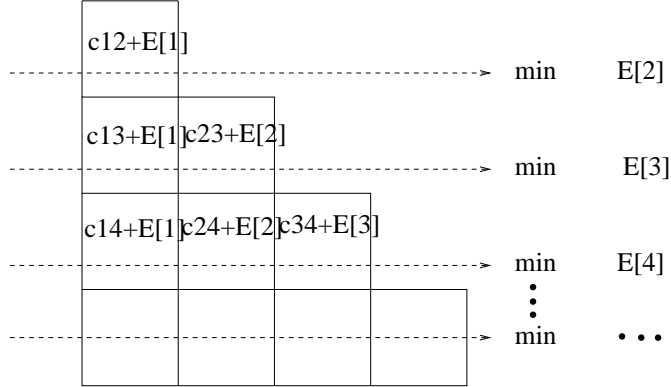 c12+E[1]
min E[2]
c13+E[1] c23+E[2]
min E[3]
c14+E[1] c24+E[2] c34+E[3]
min E[4]
min